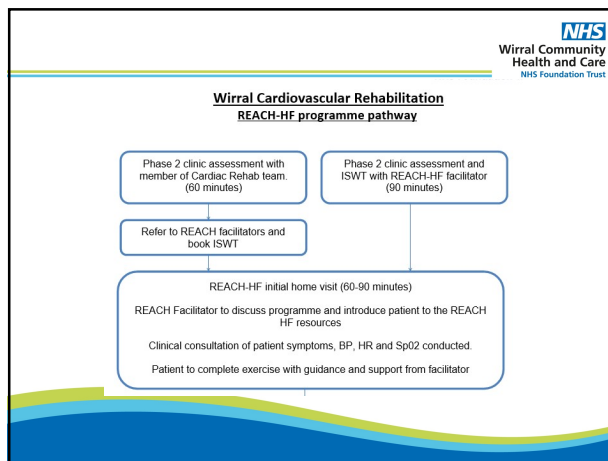 NHS
Wirral Community
Health and Care
NHS Foundation Trust
Wirral Cardiovascular Rehabilitation
REACH-HF programme pathway
Phase 2 clinic assessment with
member of Cardiac Rehab team.
(60 minutes)
Phase 2 clinic assessment and
ISWT with REACH-HF facilitator
(90 minutes)
Refer to REACH facilitators and
book ISWT
REACH-HF initial home visit (60-90 minutes)
REACH Facilitator to discuss programme and introduce patient to the REACH
HF resources
Clinical consultation of patient symptoms, BP, HR and Sp02 conducted.
Patient to complete exercise with guidance and support from facilitator